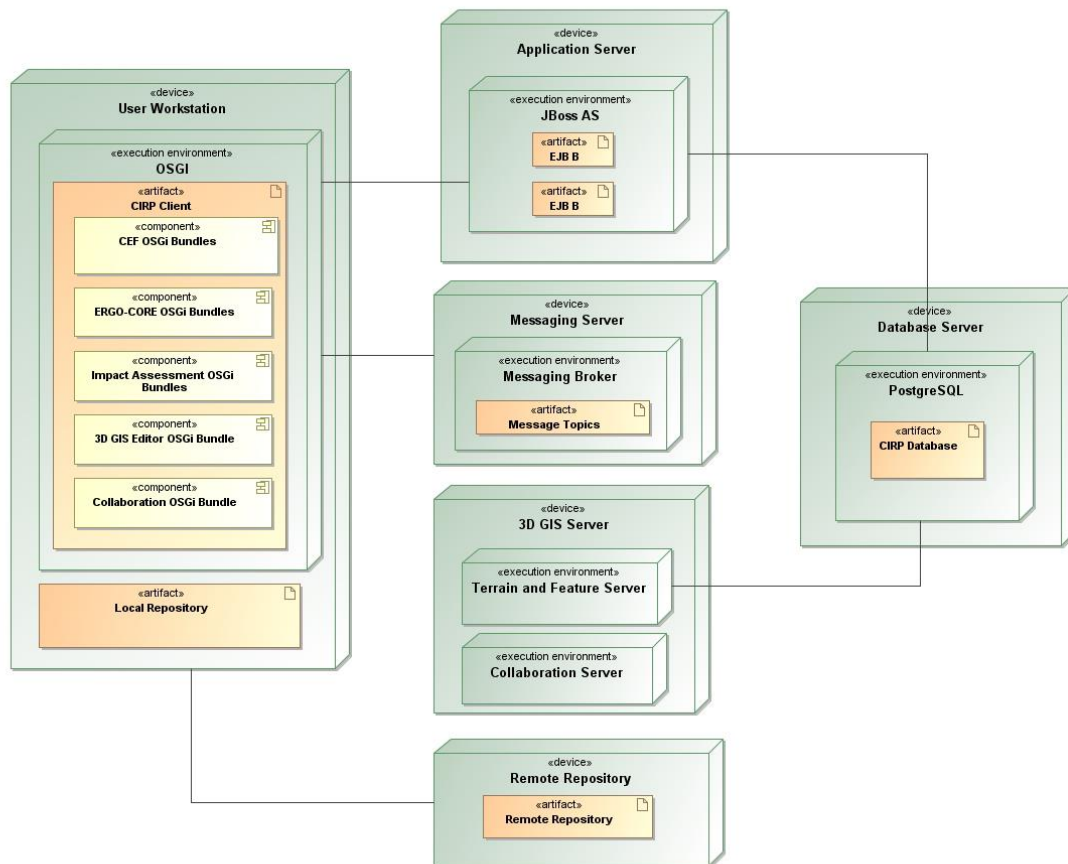 «device»
User Workstation
«execution environment»
OSGI
«artifact»
CIRP Client
«component»
CEF OSGi Bundles
«component»
ERGO-CORE OSGi Bundles
«component»
Impact Assessment OSGi
Bundles
«component»
3D GIS Editor OSGi Bundle
«component»
Collaboration OSGi Bundle
«artifact»
Local Repository
«device»
Application Server
«execution environment»
JBoss AS
«artifact»
EJB B
«artifact»
EJB B
«device»
Messaging Server
«execution environment»
Messaging Broker
«artifact»
Message Topics
«device»
3D GIS Server
«execution environment»
Terrain and Feature Server
«execution environment»
Collaboration Server
«device»
Remote Repository
«artifact»
Remote Repository
«device»
Database Server
«execution environment»
PostgreSQL
«artifact»
CIRP Database